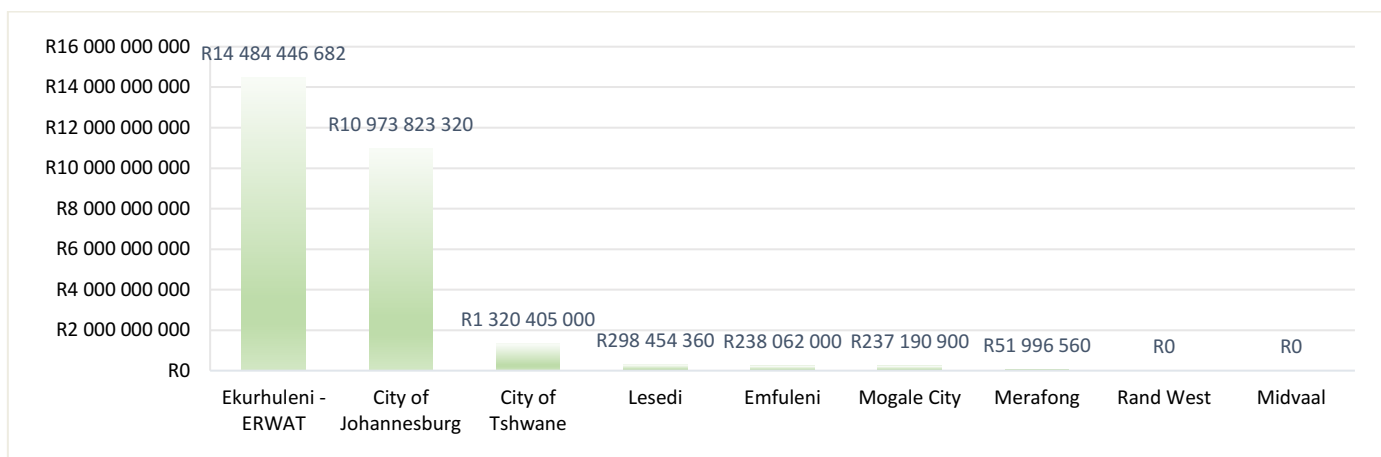 R16 000 000 000
R14 000 000 000
R12 000 000 000
R10 000 000 000
R8 000 000 000
R6 000 000 000
R4 000 000 000
R2 000 000 000
R0
R14 484 446 682
R10 973 823 320
R1 320 405 000
R298 454 360
R238 062 000
R237 190 900
R51 996 560
R0
R0
Ekurhuleni -
ERWAT
City of
Johannesburg
City of
Tshwane
Lesedi
Emfuleni
Mogale City
Merafong
Rand West
Midvaal